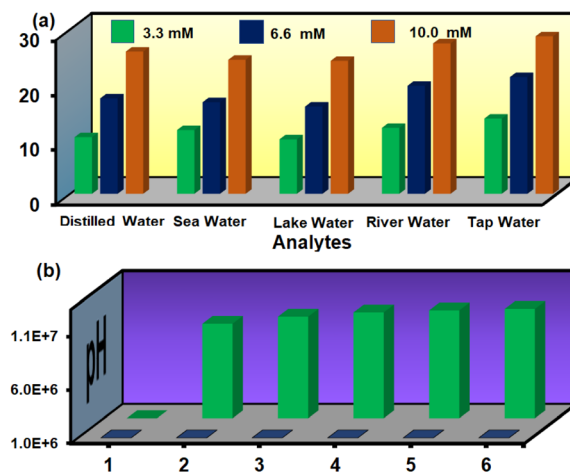 (a)
3.3 mM 6.6 mM 10.0 mM
30
20
10
0
Distilled Water Sea Water Lake Water River Water Tap Water
Analytes
(b)
pH
1.1E+7
6.0E+6
1.0E+6
1 2 3 4 5 6